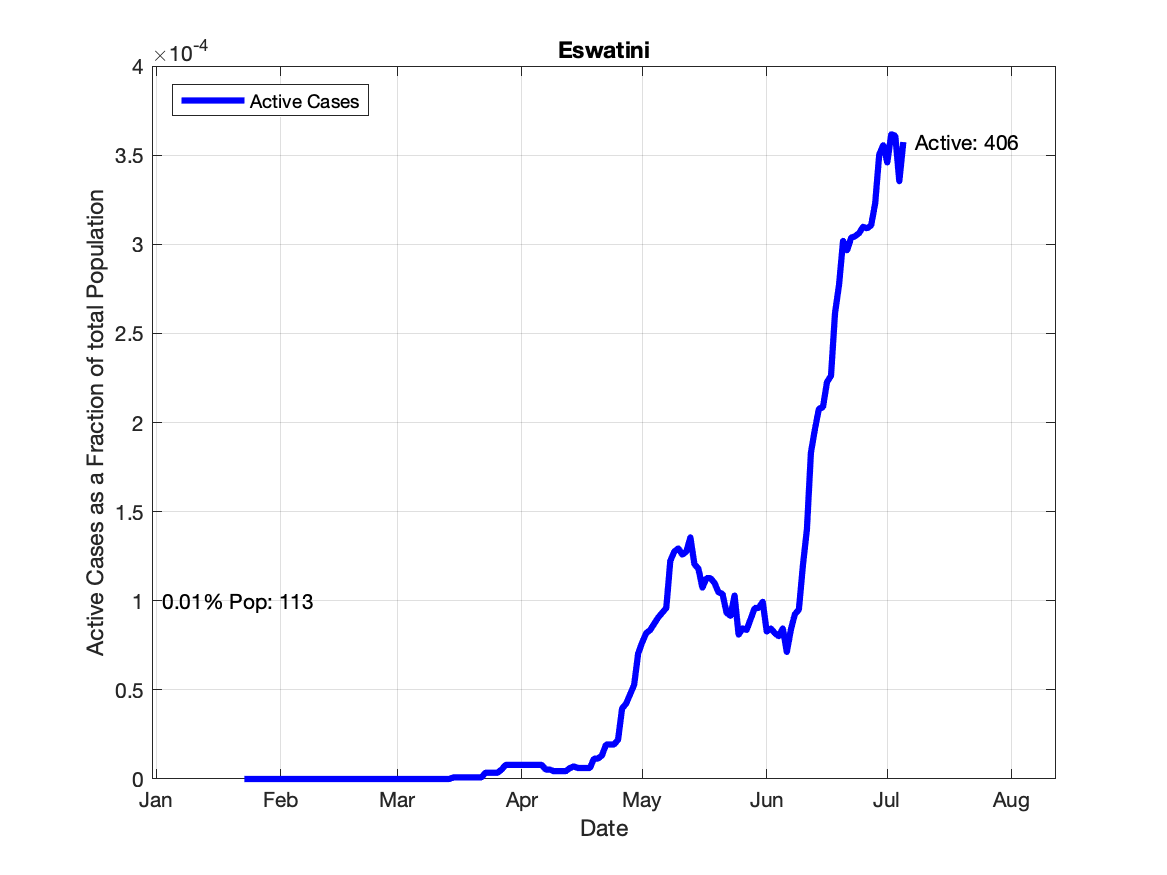 Eswatini
×10-4
Active Cases
Active: 406
0.01% Pop: 113
4
3.5
3
2.5
2
1.5
1
0.5
0
Active Cases as a Fraction of total Population
Jan Feb Mar Apr May Jun Jul Aug
Date